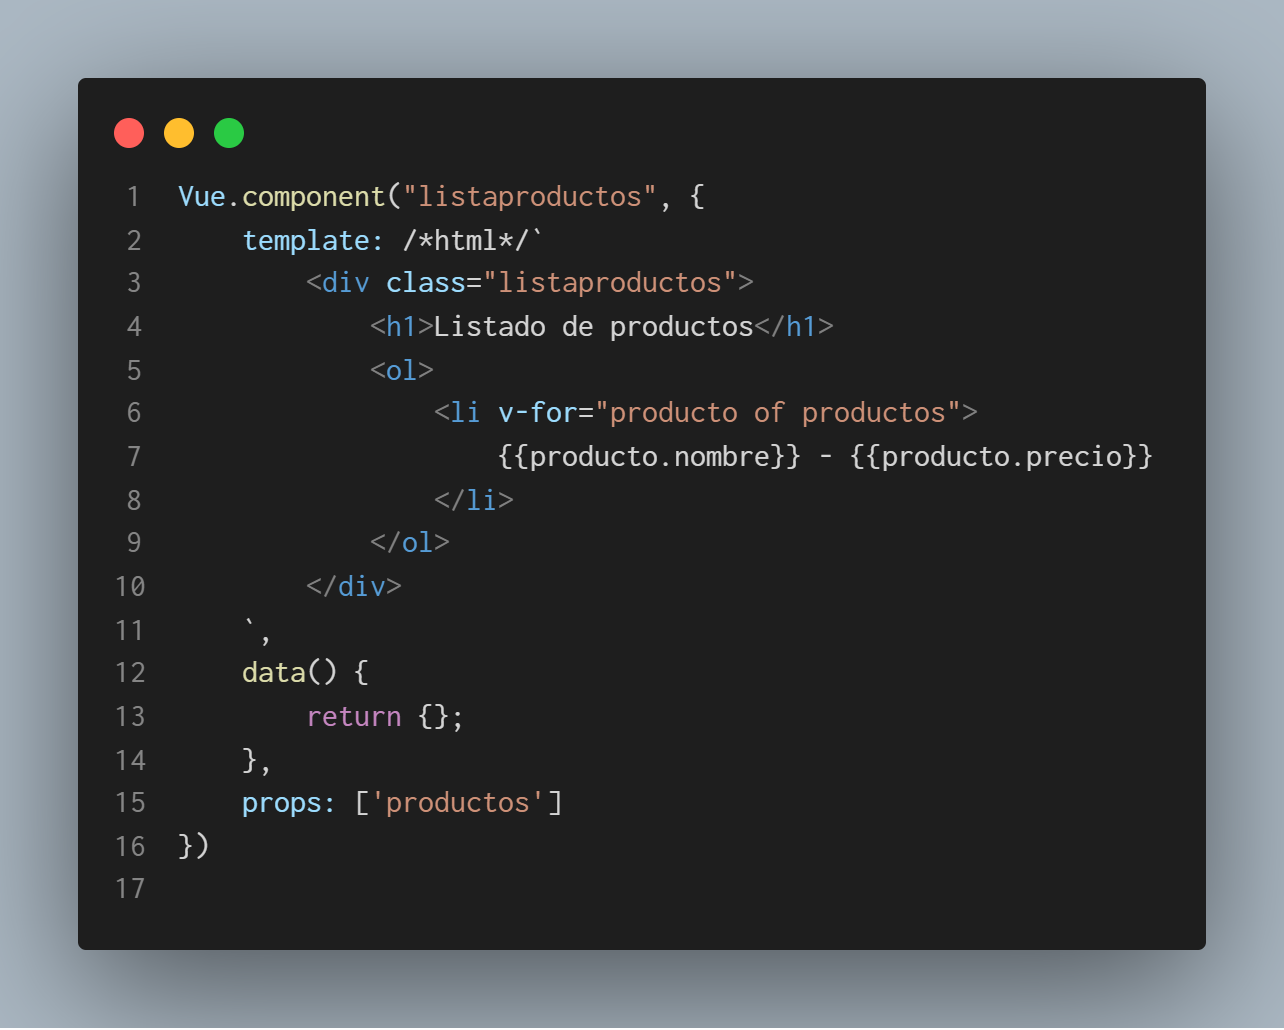 1 Vue.component("listaproductos", {
2     template: /*html*/`
3         <div class="listaproductos">
4             <h1>Listado de productos</h1>
5             <ol>
6                 <li v-for="producto of productos">
7                     {{producto.nombre}} - {{producto.precio}}
8                 </li>
9             </ol>
10         </div>
11     `,
12     data() {
13         return {};
14     },
15     props: ['productos']
16 })
17